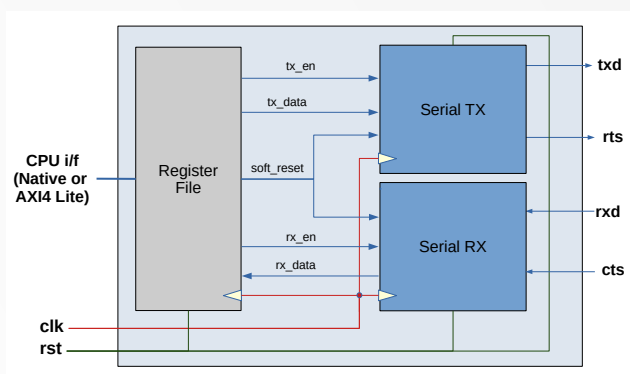 tx_en
txd
tx_data
Serial TX
rts
CPU i/f
(Native or
AXI4 Lite)
Register
File
soft_reset
rxd
rx_en
Serial RX
rx_data
cts
clk
rst